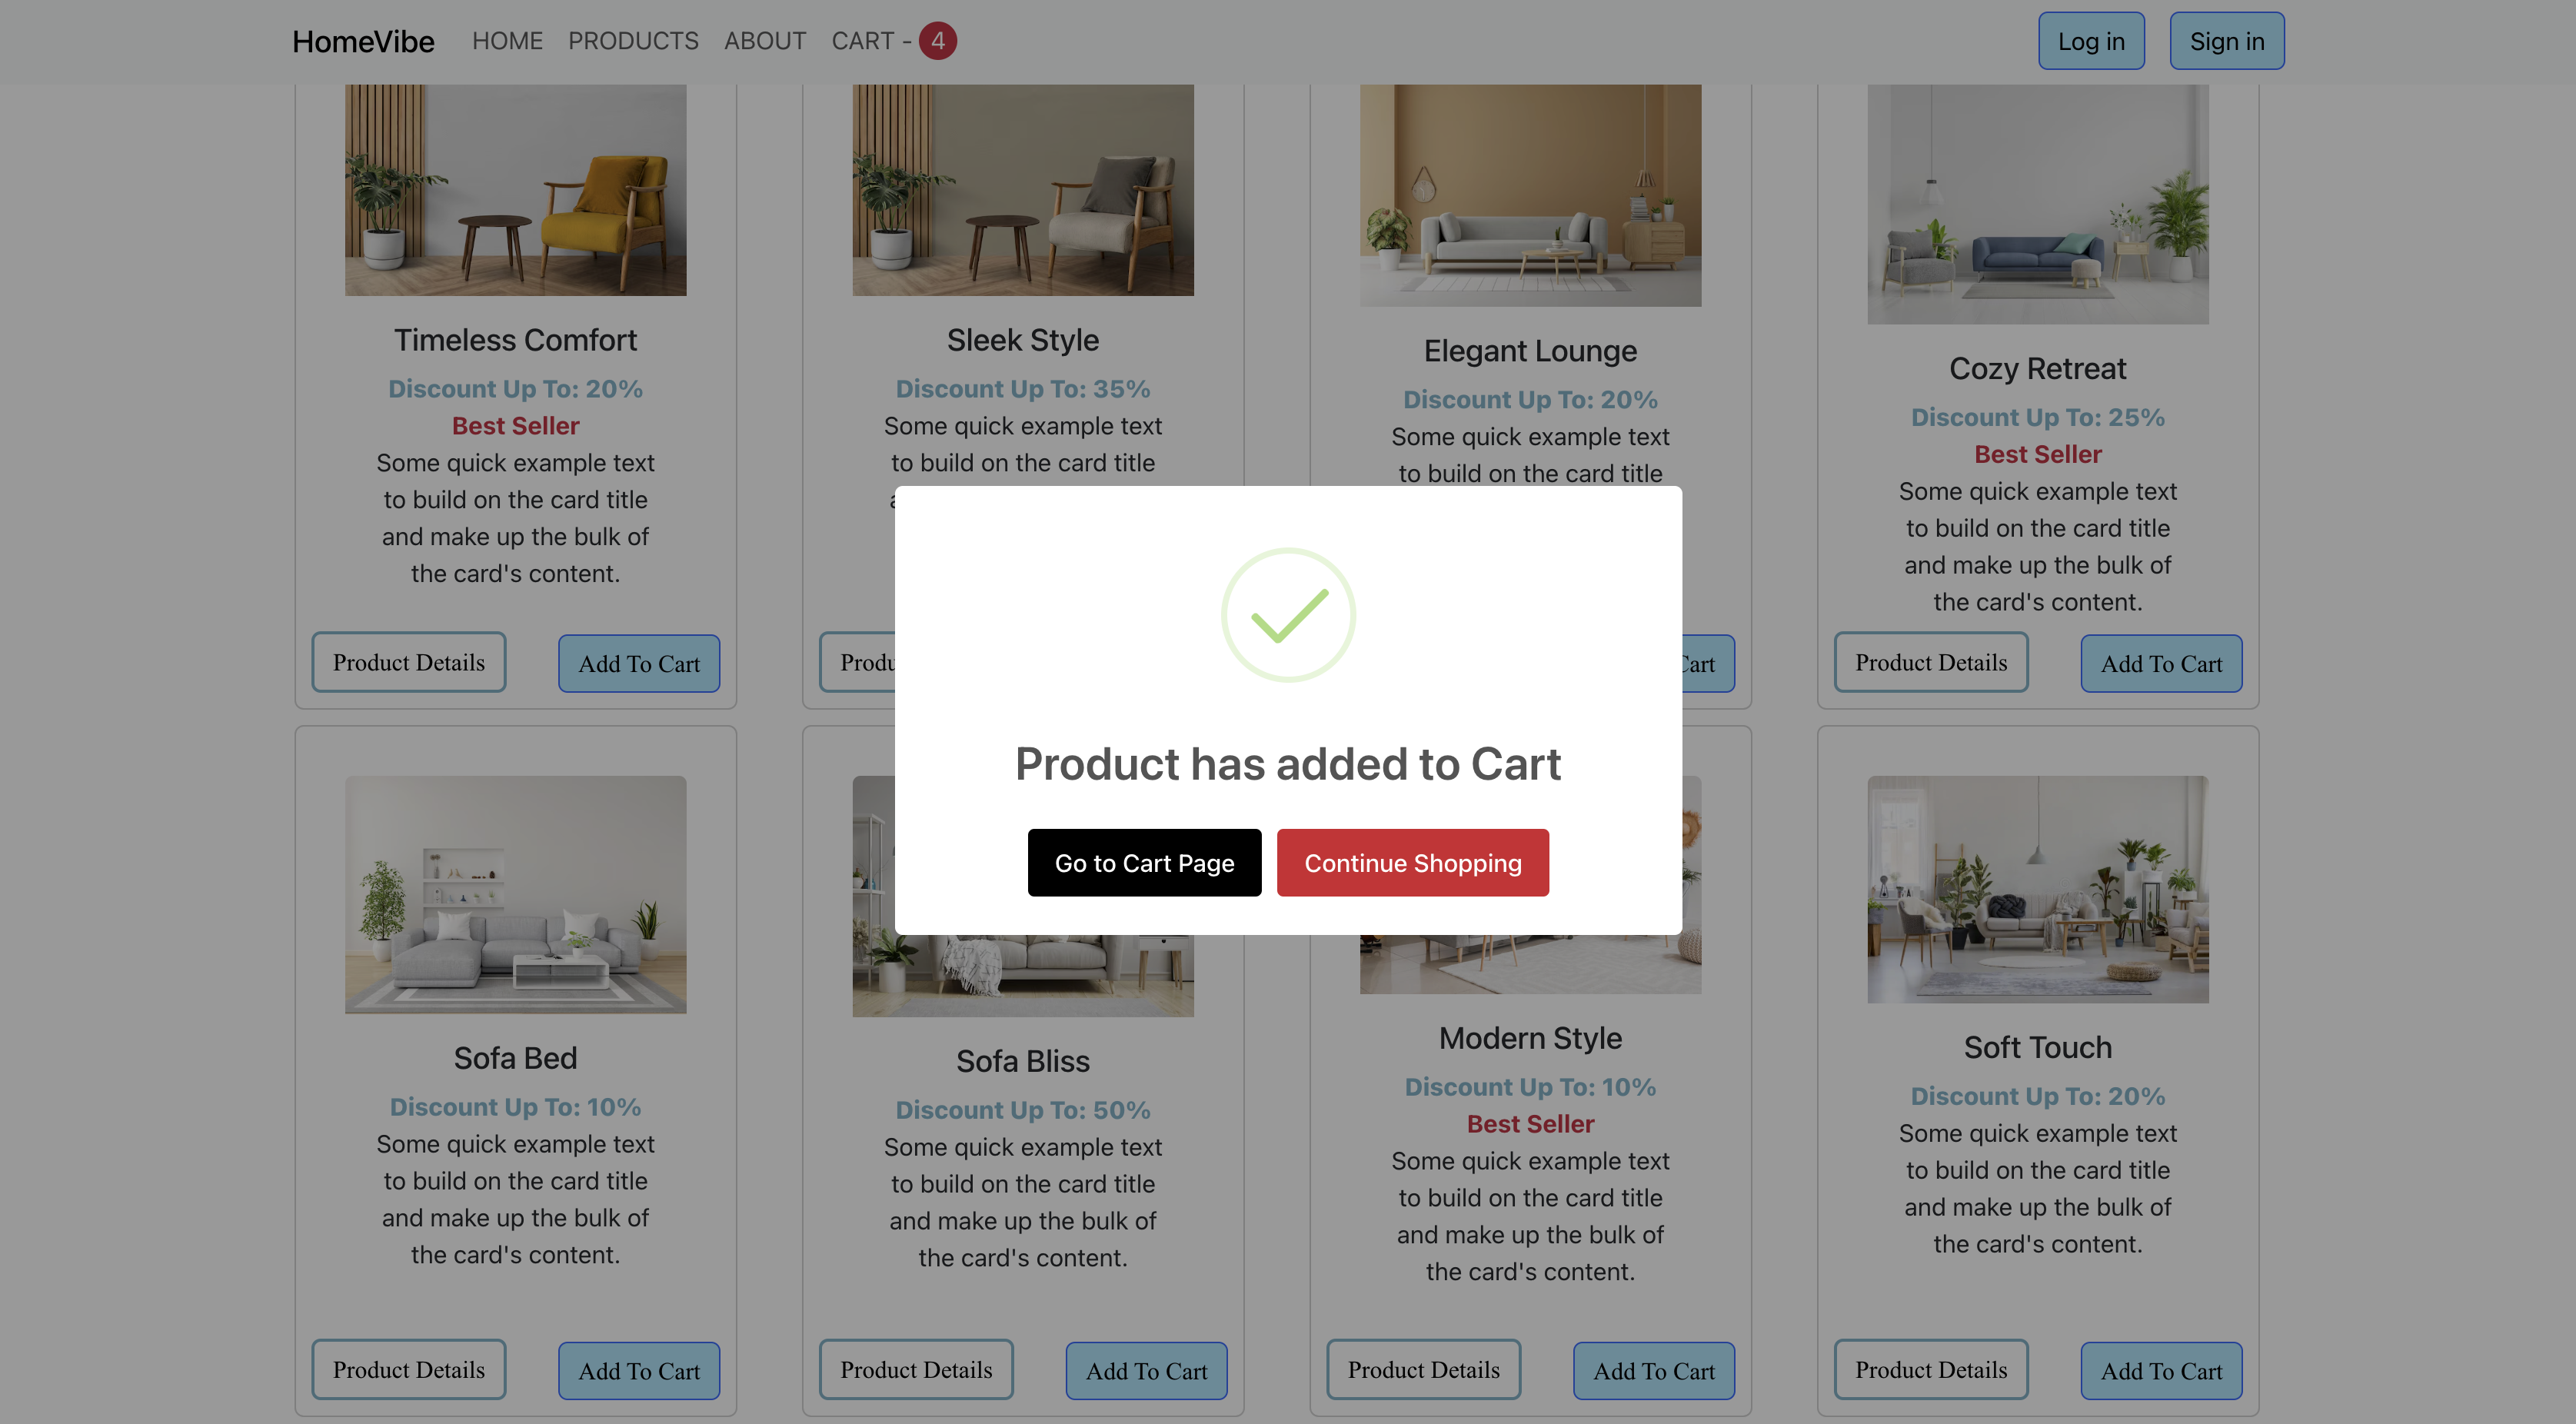 HomeVibe HOME PRODUCTS ABOUT CART - 4 Log in Sign in
Timeless Comfort
Discount Up To: 20%
Best Seller
Some quick example text
to build on the card title
and make up the bulk of
the card's content.
Product Details Add To Cart
Sleek Style
Discount Up To: 35%
Some quick example text
to build on the card title
Elegant Lounge
Discount Up To: 20%
Some quick example text
to build on the card title
Cart
Cozy Retreat
Discount Up To: 25%
Best Seller
Some quick example text
to build on the card title
and make up the bulk of
the card's content.
Product Details Add To Cart
Product has added to Cart
Go to Cart Page Continue Shopping
Sofa Bed
Discount Up To: 10%
Some quick example text
to build on the card title
and make up the bulk of
the card's content.
Product Details Add To Cart
Sofa Bliss
Discount Up To: 50%
Some quick example text
to build on the card title
and make up the bulk of
the card's content.
Product Details Add To Cart
Modern Style
Discount Up To: 10%
Best Seller
Some quick example text
to build on the card title
and make up the bulk of
the card's content.
Product Details Add To Cart
Soft Touch
Discount Up To: 20%
Some quick example text
to build on the card title
and make up the bulk of
the card's content.
Product Details Add To Cart